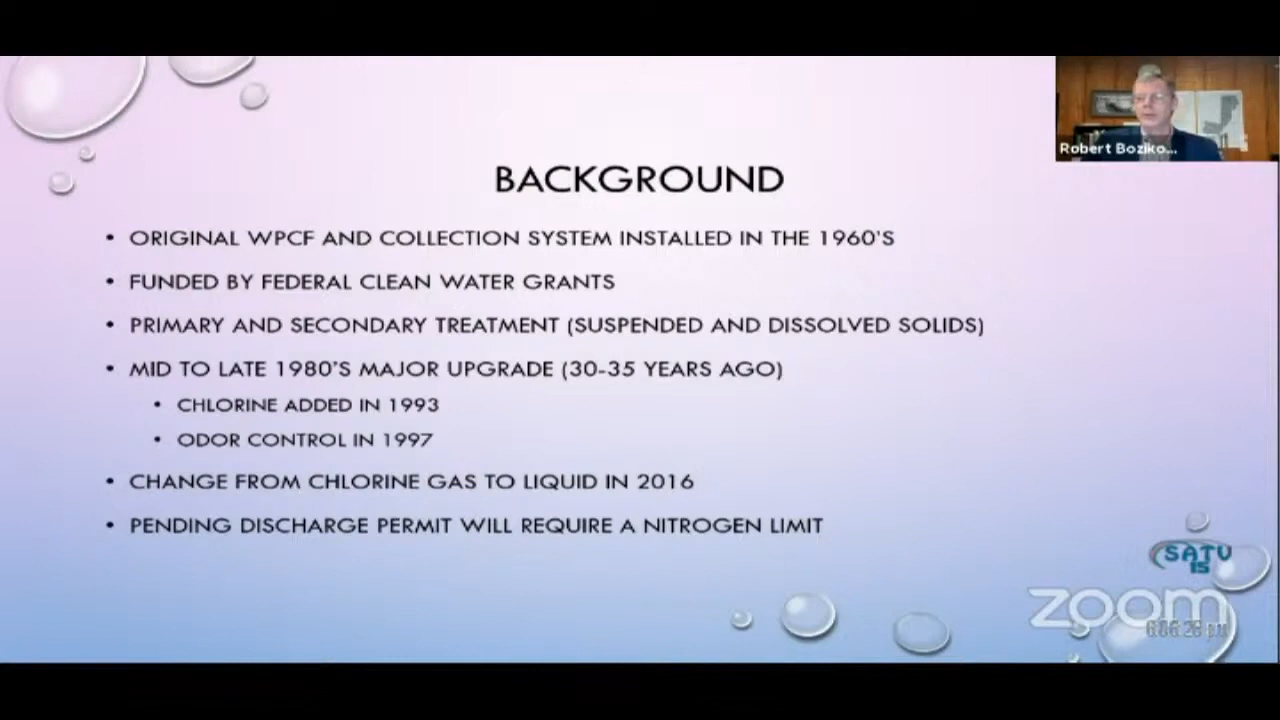 Robert Boziko...
BACKGROUND
• ORIGINAL WPCF AND COLLECTION SYSTEM INSTALLED IN THE 1960'S
• FUNDED BY FEDERAL CLEAN WATER GRANTS
• PRIMARY AND SECONDARY TREATMENT (SUSPENDED AND DISSOLVED SOLIDS)
• MID TO LATE 1980'S MAJOR UPGRADE (30-35 YEARS AGO)
• CHLORINE ADDED IN 1993
• ODOR CONTROL IN 1997
• CHANGE FROM CHLORINE GAS TO LIQUID IN 2016
• PENDING DISCHARGE PERMIT WILL REQUIRE A NITROGEN LIMIT
SATV
15
zoom